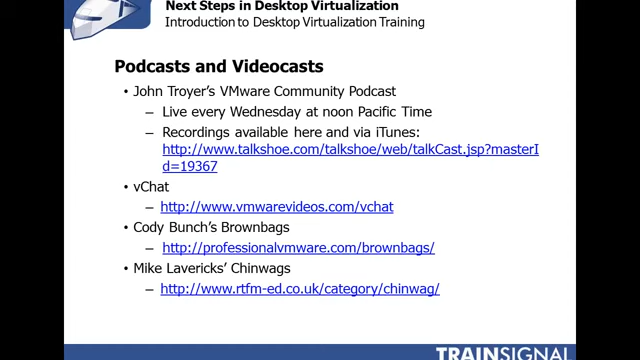 Next Steps in Desktop Virtualization
Introduction to Desktop Virtualization Training
Podcasts and Videocasts
• John Troyer's VMware Community Podcast
– Live every Wednesday at noon Pacific Time
– Recordings available here and via iTunes:
http://www.talkshoe.com/talkshoe/web/talkCast.jsp?masterI
d=19367
• vChat
– http://www.vmwarevideos.com/vchat
• Cody Bunch's Brownbags
– http://professionalvmware.com/brownbags/
• Mike Lavericks' Chinwags
– http://www.rtfm-ed.co.uk/category/chinwag/
TRAINSIGNAL